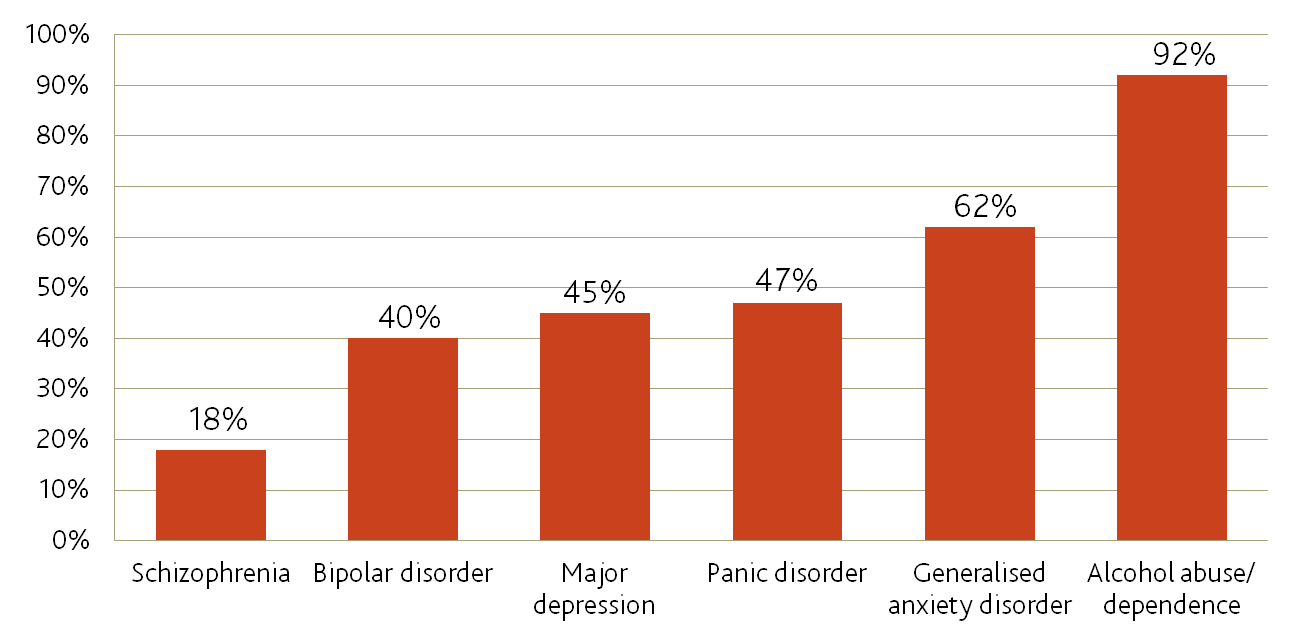 100%
90%
80%
70%
60%
50%
40%
30%
20%
10%
0%
18%
40%
45%
47%
62%
92%
Schizophrenia
Bipolar disorder
Major
depression
Panic disorder
Generalised
anxiety disorder
Alcohol abuse/
dependence